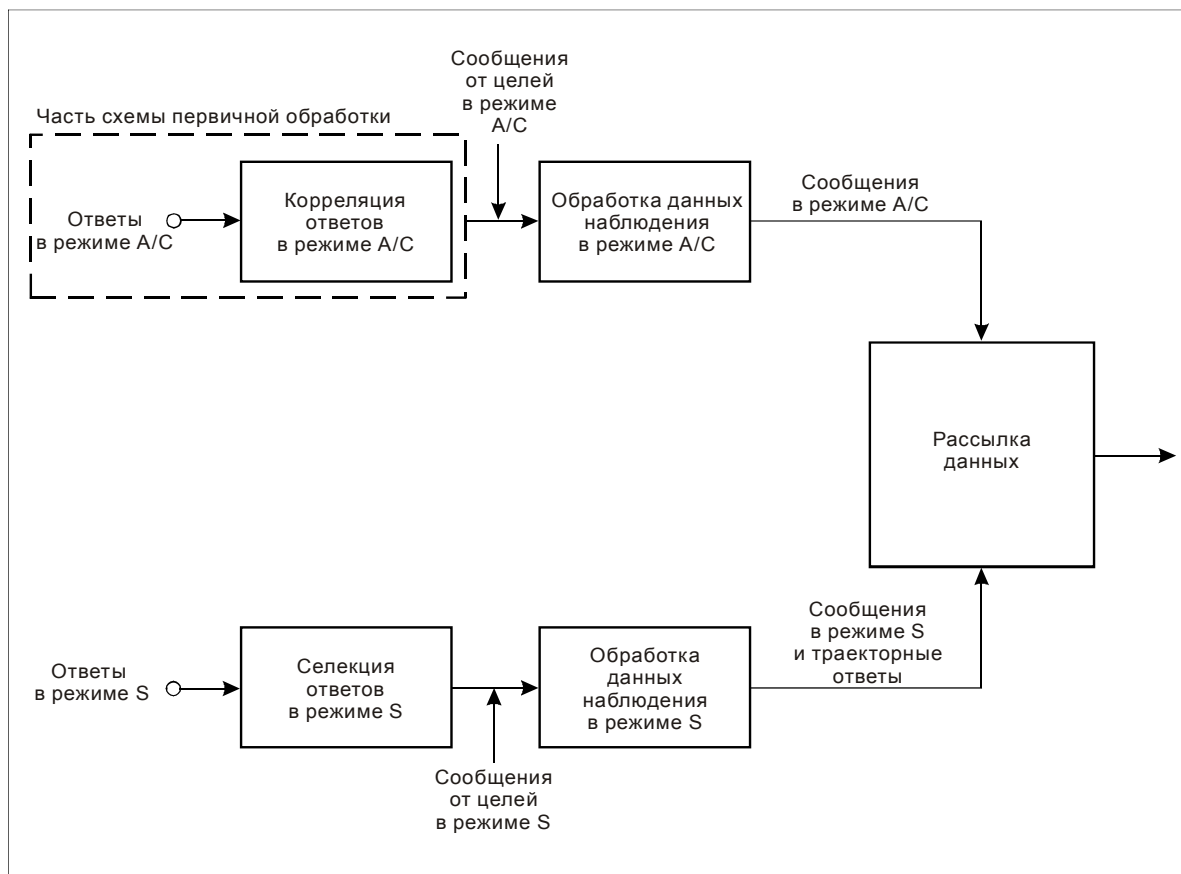 Сообщения
от целей
в режиме
A/C
Часть схемы первичной обработки
Ответы
в режиме A/C
Корреляция
ответов
в режиме A/C
Обработка данных
наблюдения
в режиме A/C
Сообщения
в режиме A/C
Рассылка
данных
Ответы
в режиме S
Селекция
ответов
в режиме S
Сообщения
от целей
в режиме S
Обработка
данных
наблюдения
в режиме S
Сообщения
в режиме S
и траекторные
ответы